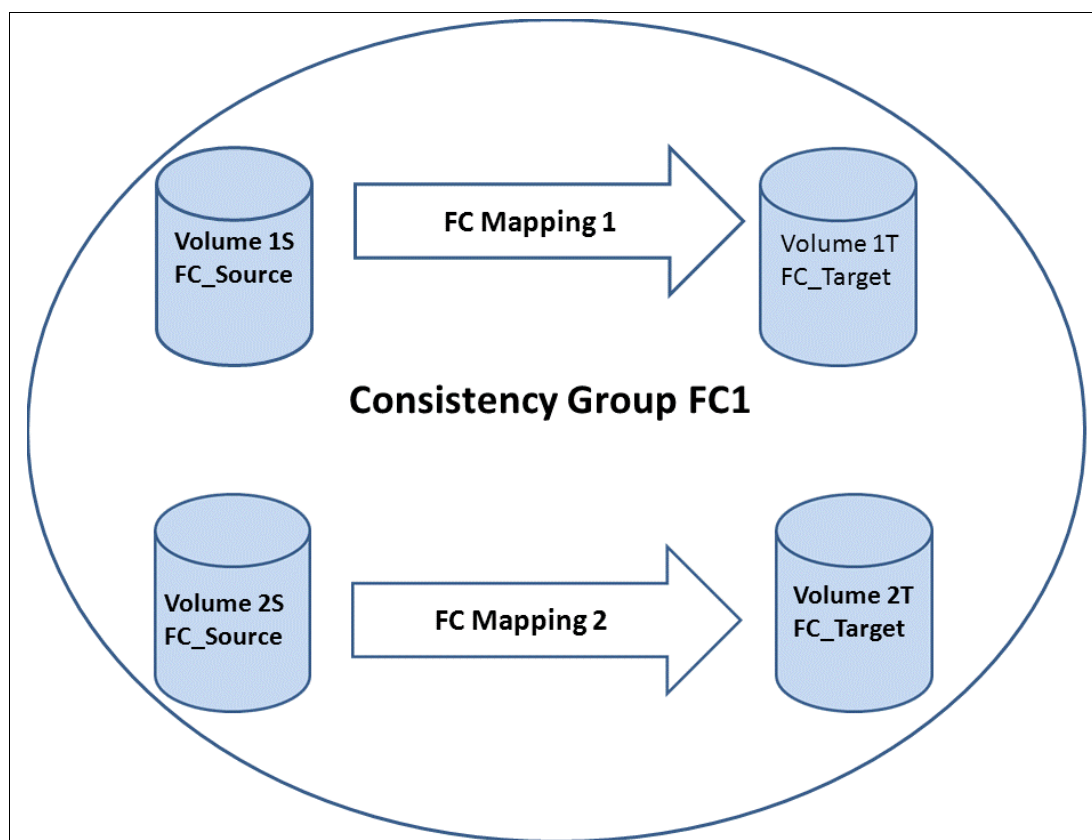 Volume 1S
FC_Source
FC Mapping 1
Volume 1T
FC_Target
Consistency Group FC1
Volume 2S
FC_Source
FC Mapping 2
Volume 2T
FC_Target